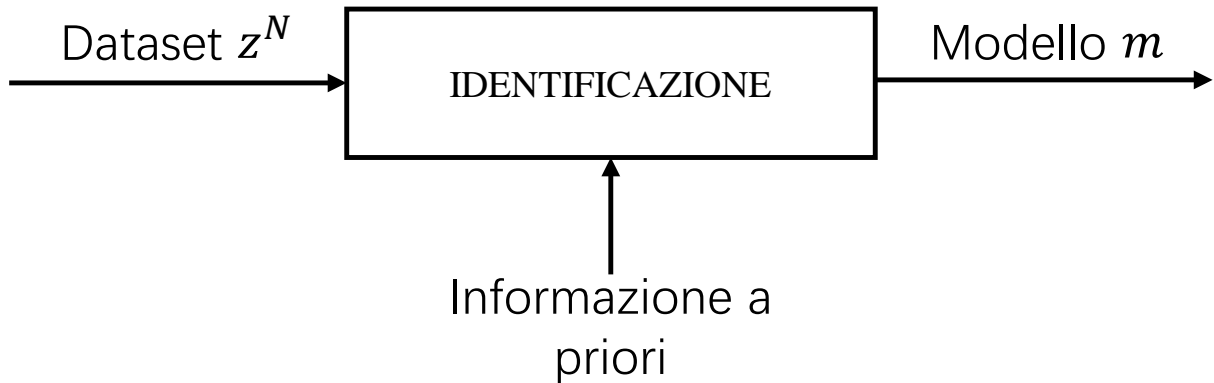 Dataset z^N
IDENTIFICAZIONE
Modello m
Informazione a
priori